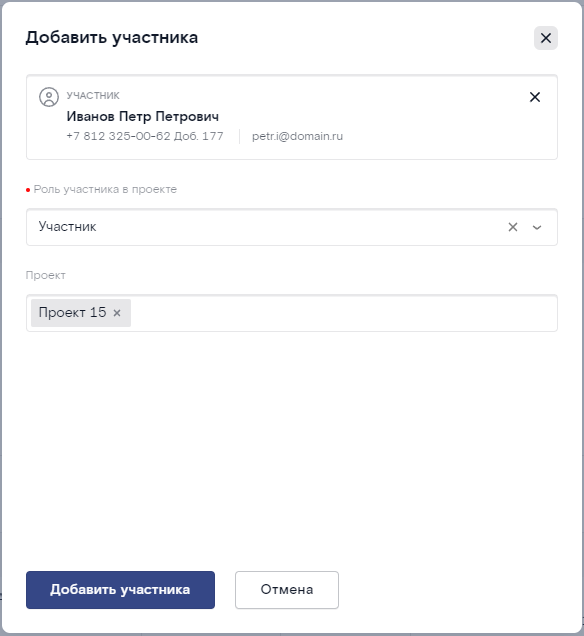 Добавить участника
УЧАСТНИК
Иванов Петр Петрович
+7 812 325-00-62 Доб. 177 petr.i@domain.ru
Роль участника в проекте
Участник
Проект
Проект 15
Добавить участника Отмена